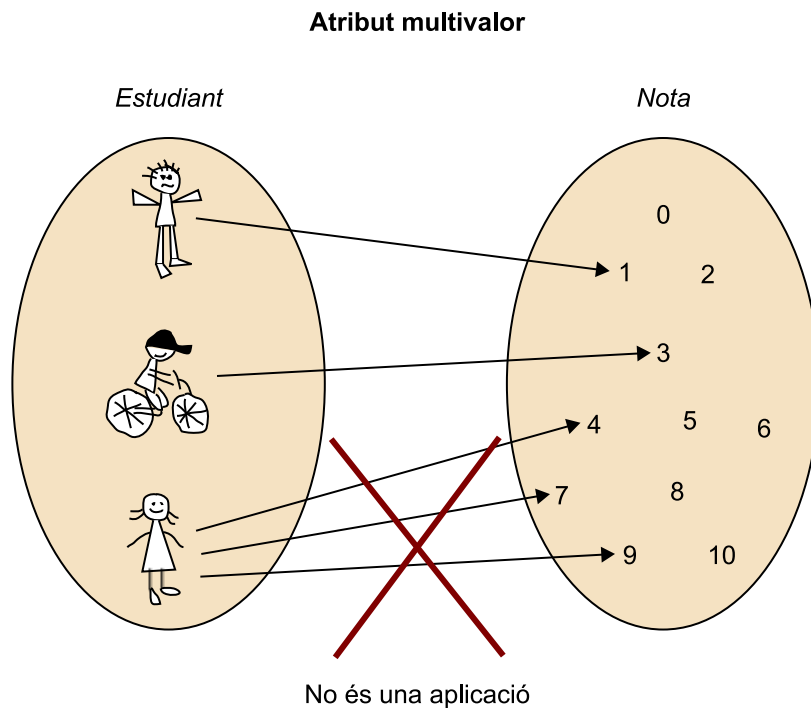 Atribut multivalor
Estudiant
Nota
0
1 2
3
4 5 6
7 8
9 10
No és una aplicació